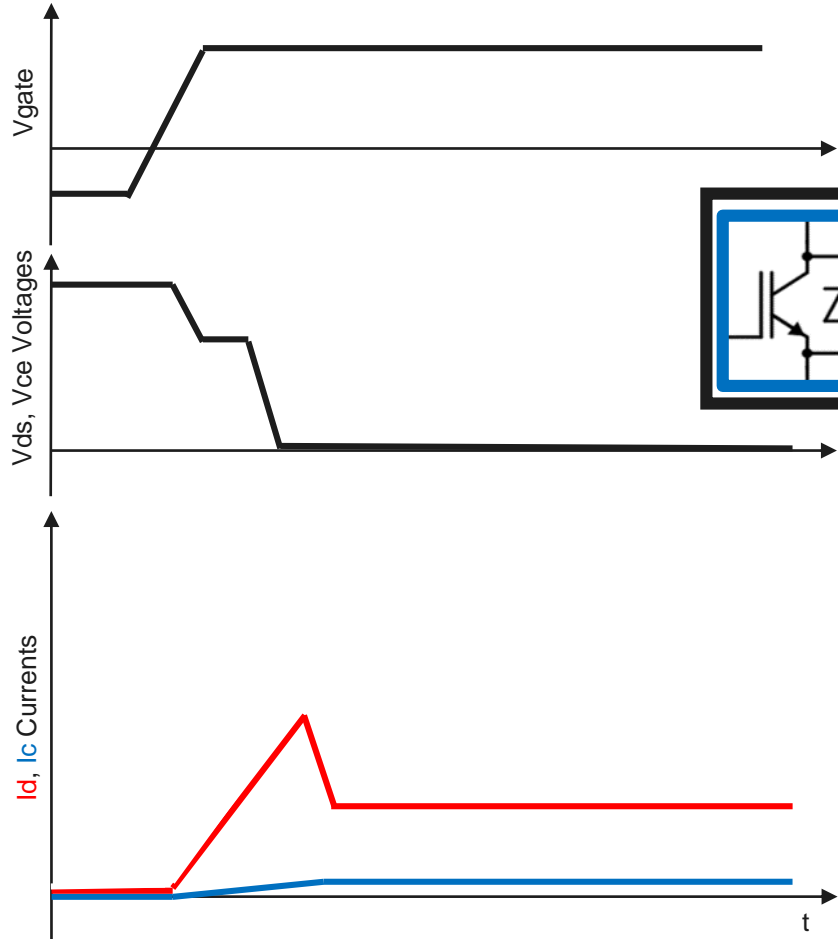 Vgate
Vds, Vce Voltages
Id, Ic Currents
t